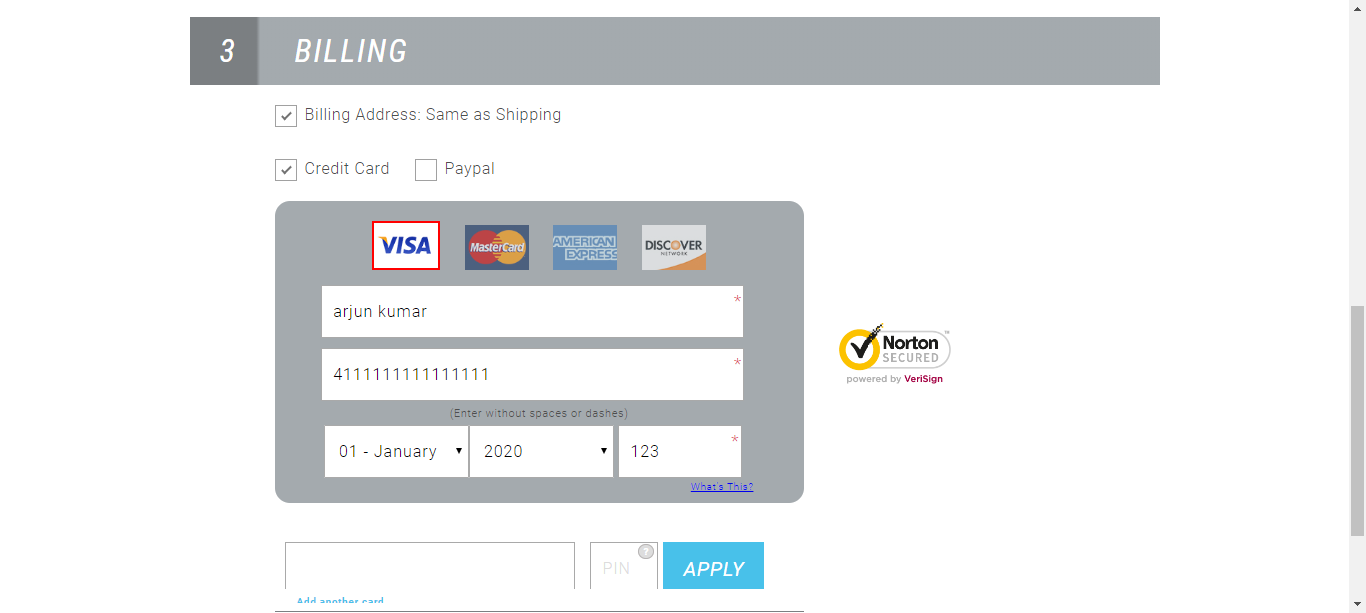 3 BILLING
Billing Address: Same as Shipping
Credit Card Paypal
VISA MasterCard AMERICAN EXPRESS DISCOVER NETWORK
arjun kumar *
4111111111111111 *
(Enter without spaces or dashes)
01 - January 2020 123 *
What's This?
Norton ™
SECURED
powered by VeriSign
PIN ? APPLY
Add another card